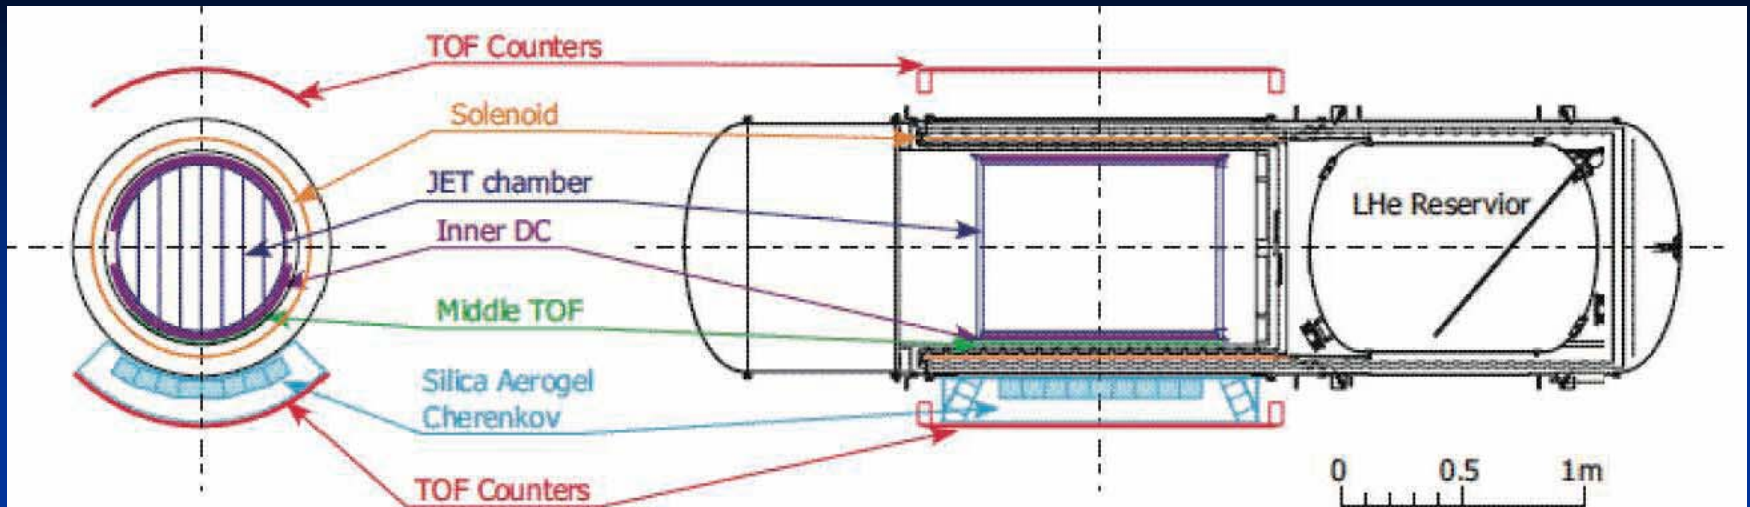 TOF Counters
Solenoid
JET chamber
Inner DC
Middle TOF
Silica Aerogel
Cherenkov
TOF Counters
LHe Reservior
0 0.5 1m